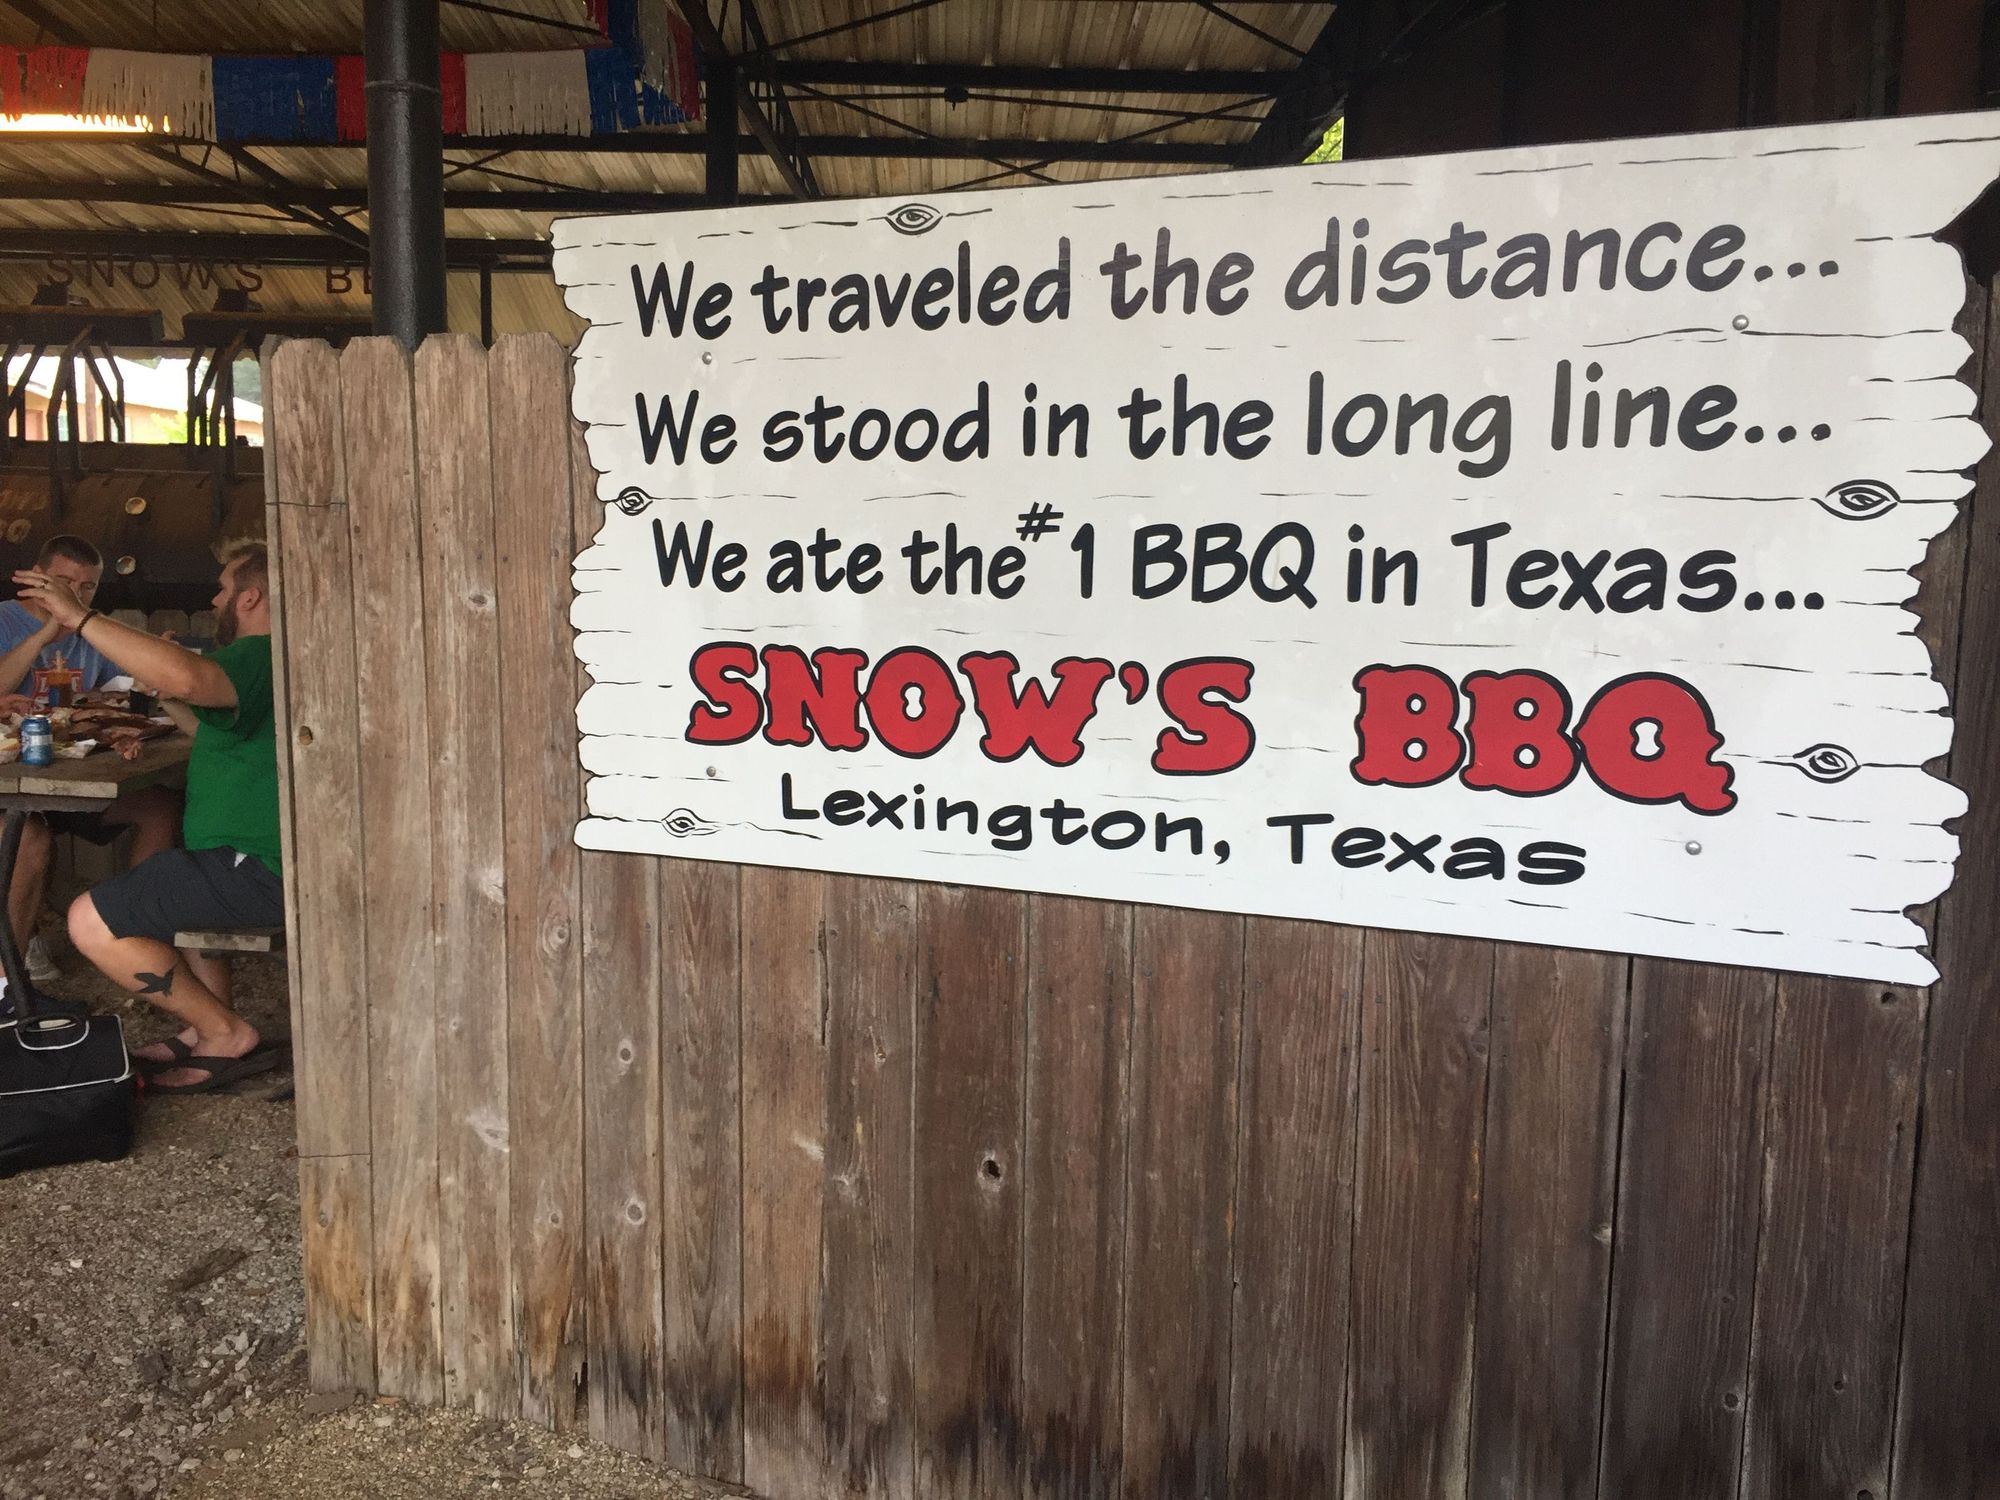 SNOW'S
We traveled the distance...
We stood in the long line...
We ate the #1 BBQ in Texas...
SNOW'S BBQ
Lexington, Texas